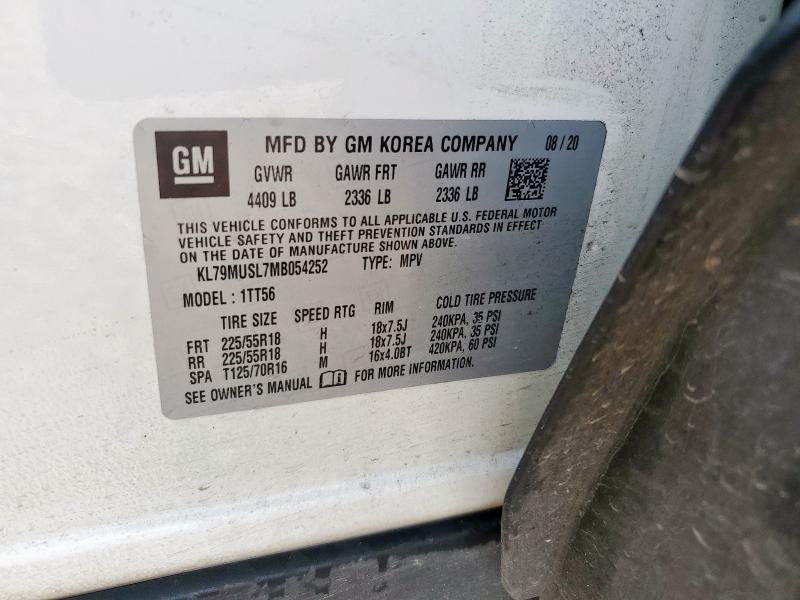 GM MFD BY GM KOREA COMPANY 08 / 20
GVWR GAWR FRT GAWR RR
4409 LB 2336 LB 2336 LB
THIS VEHICLE CONFORMS TO ALL APPLICABLE U.S. FEDERAL MOTOR
VEHICLE SAFETY AND THEFT PREVENTION STANDARDS IN EFFECT
ON THE DATE OF MANUFACTURE SHOWN ABOVE.
KL79MUSL7MB054252 TYPE: MPV
MODEL : 1TT56
TIRE SIZE SPEED RTG RIM COLD TIRE PRESSURE
FRT 225/55R18 H 18x7.5J 240KPA, 35 PSI
RR 225/55R18 H 18x7.5J 240KPA, 35 PSI
SPA T125/70R16 M 16x4.0BT 420KPA, 60 PSI
SEE OWNER'S MANUAL FOR MORE INFORMATION.